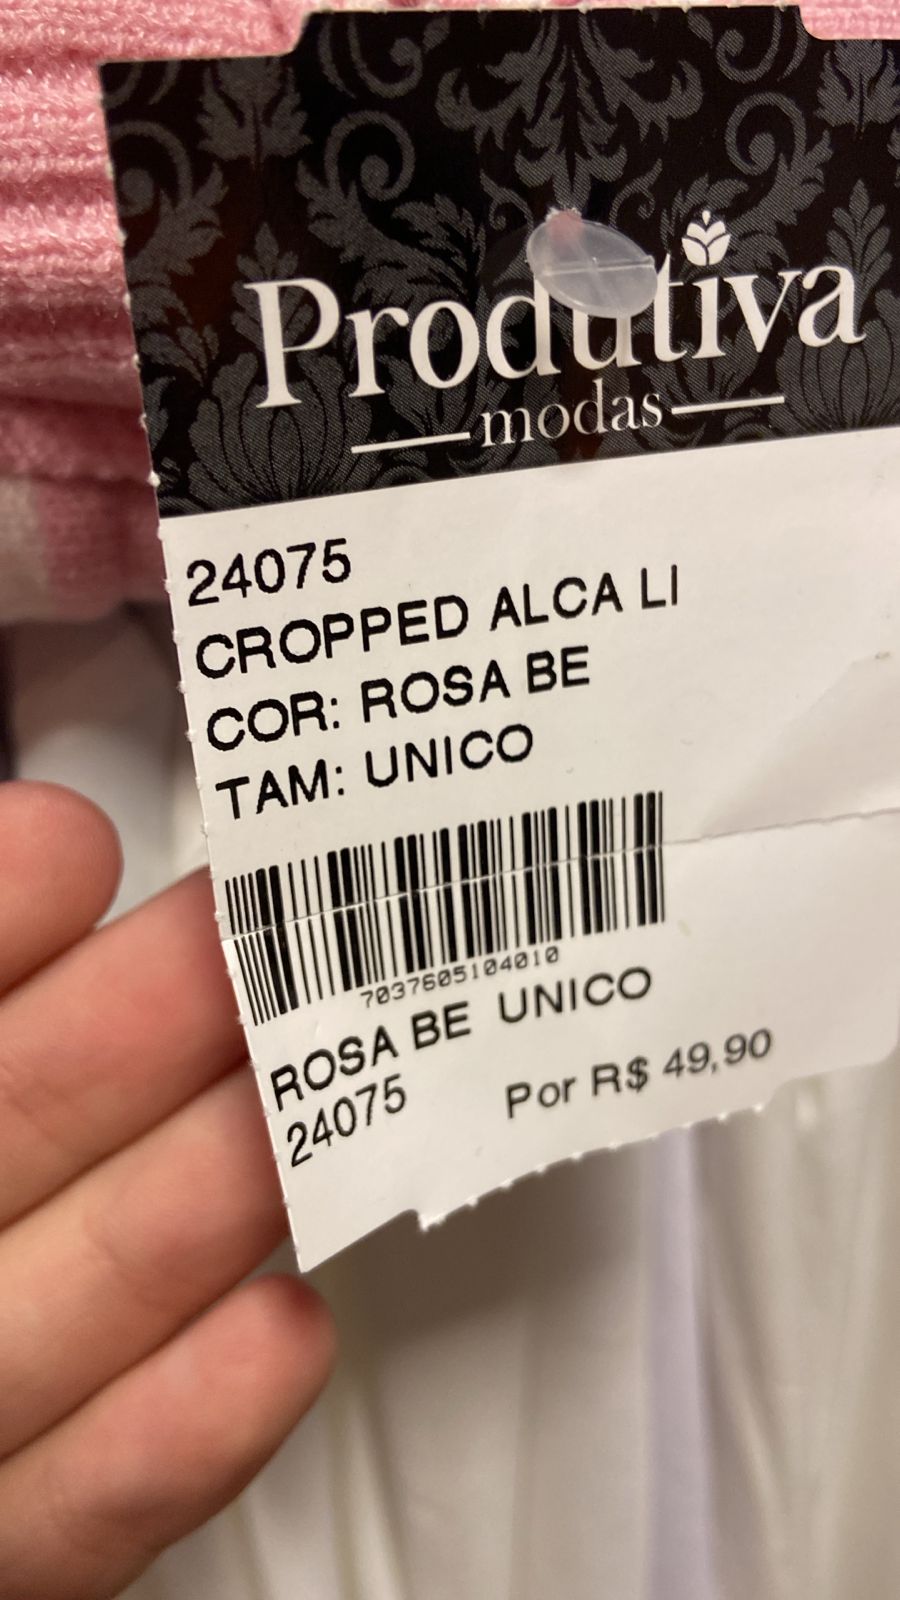 Produtiva
modas
24075
CROPPED ALCA LI
COR: ROSA BE
TAM: UNICO
7037605104010
ROSA BE UNICO
24075 Por R$ 49,90